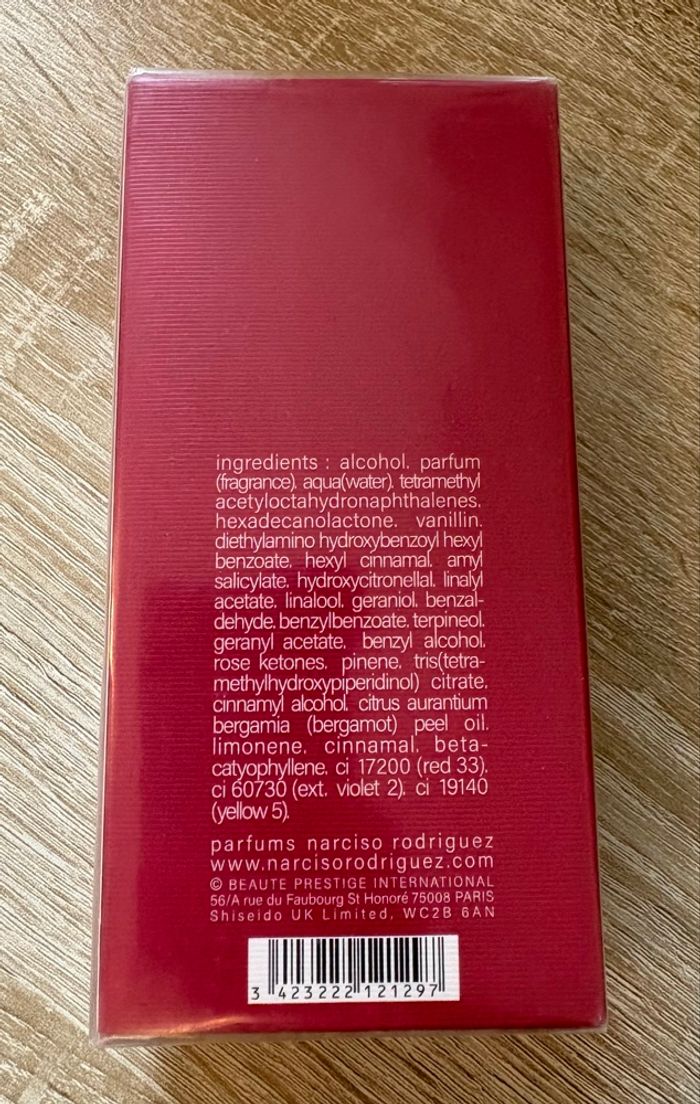 ingredients : alcohol. parfum
(fragrance). aqua(water). tetramethyl
acetyloctahydronaphthalenes.
hexadecanolactone. vanillin.
diethylamino hydroxybenzoyl hexyl
benzoate. hexyl cinnamal. amyl
salicylate. hydroxycitronellal. linalyl
acetate. linalool. geraniol. benzal-
dehyde. benzylbenzoate. terpineol.
geranyl acetate. benzyl alcohol.
rose ketones. pinene. tris(tetra-
methylhydroxypiperidinol) citrate.
cinnamyl alcohol. citrus aurantium
bergamia (bergamot) peel oil.
limonene. cinnamal. beta-
catyophyllene. ci 17200 (red 33).
ci 60730 (ext. violet 2). ci 19140
(yellow 5).
parfums narciso rodriguez
www.narcisorodriguez.com
© BEAUTE PRESTIGE INTERNATIONAL
56/A rue du Faubourg St Honoré 75008 PARIS
Shiseido UK Limited, WC2B 6AN
3 423222 121297